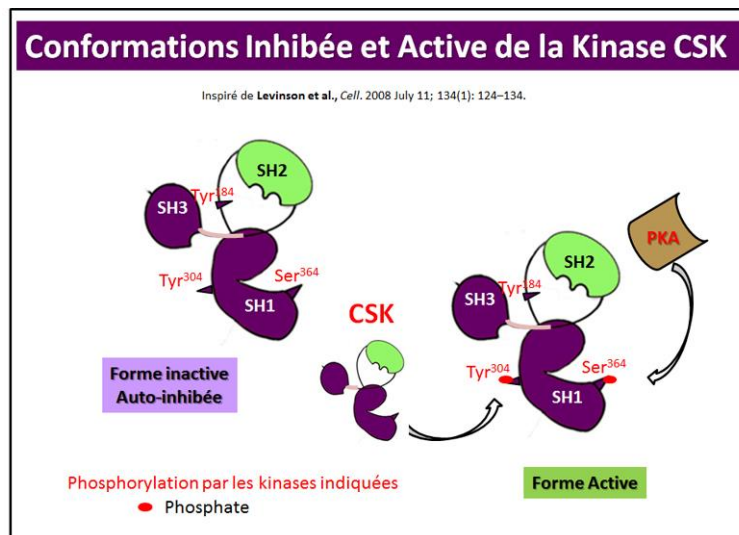 Conformations Inhibée et Active de la Kinase CSK
Inspiré de Levinson et al., Cell. 2008 July 11; 134(1): 124–134.
SH2
Tyr184
SH3
Tyr304
Ser364
SH1
Forme inactive
Auto-inhibée
CSK
PKA
SH2
Tyr184
SH3
Tyr304
Ser364
SH1
Forme Active
Phosphorylation par les kinases indiquées
Phosphate